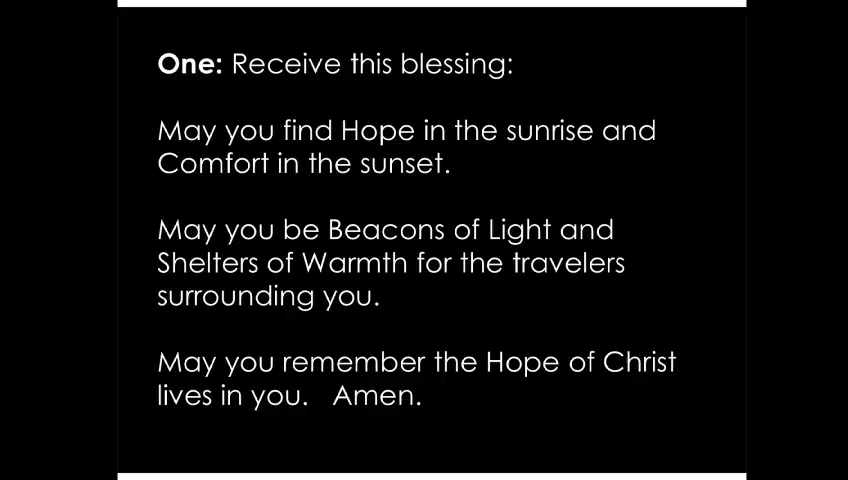 One: Receive this blessing:
May you find Hope in the sunrise and
Comfort in the sunset.
May you be Beacons of Light and
Shelters of Warmth for the travelers
surrounding you.
May you remember the Hope of Christ
lives in you. Amen.